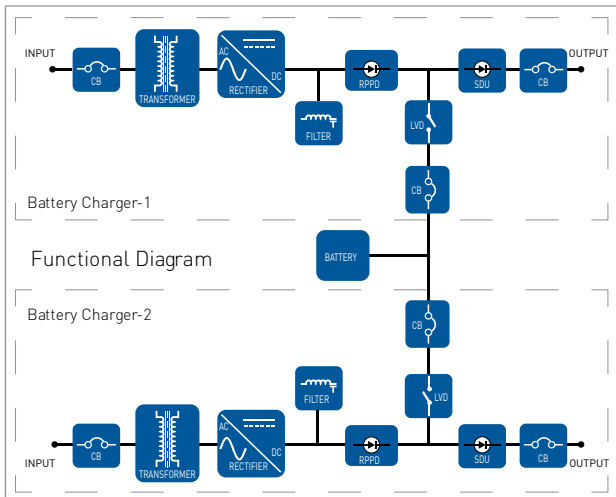 INPUT
CB
TRANSFORMER
AC
DC
RECTIFIER
FILTER
RPPD
SDU
CB
OUTPUT
LVD
CB
Battery Charger-1
Functional Diagram
BATTERY
Battery Charger-2
CB
LVD
FILTER
INPUT
CB
TRANSFORMER
AC
DC
RECTIFIER
RPPD
SDU
CB
OUTPUT